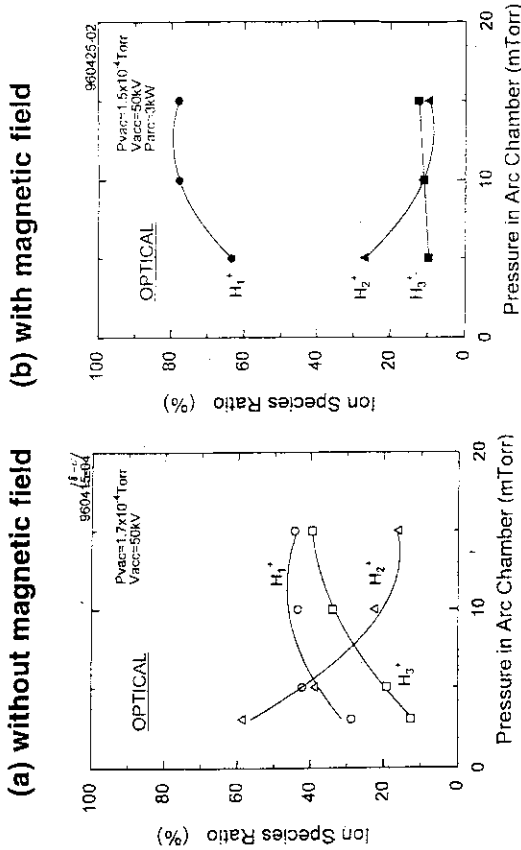 (a) without magnetic field
960415-04
Pvac=1.7x10⁻⁴Torr
Vacc=50kV
OPTICAL
H₁⁺
H₂⁺
H₃⁺
100
80
60
40
20
0
Ion Species Ratio (%)
0
10
20
Pressure in Arc Chamber (mTorr)
(b) with magnetic field
960425-02
Pvac=1.5x10⁻⁴Torr
Vacc=50kV
Parc=3kW
OPTICAL
H₁⁺
H₂⁺
H₃⁺
100
80
60
40
20
0
Ion Species Ratio (%)
0
10
20
Pressure in Arc Chamber (mTorr)